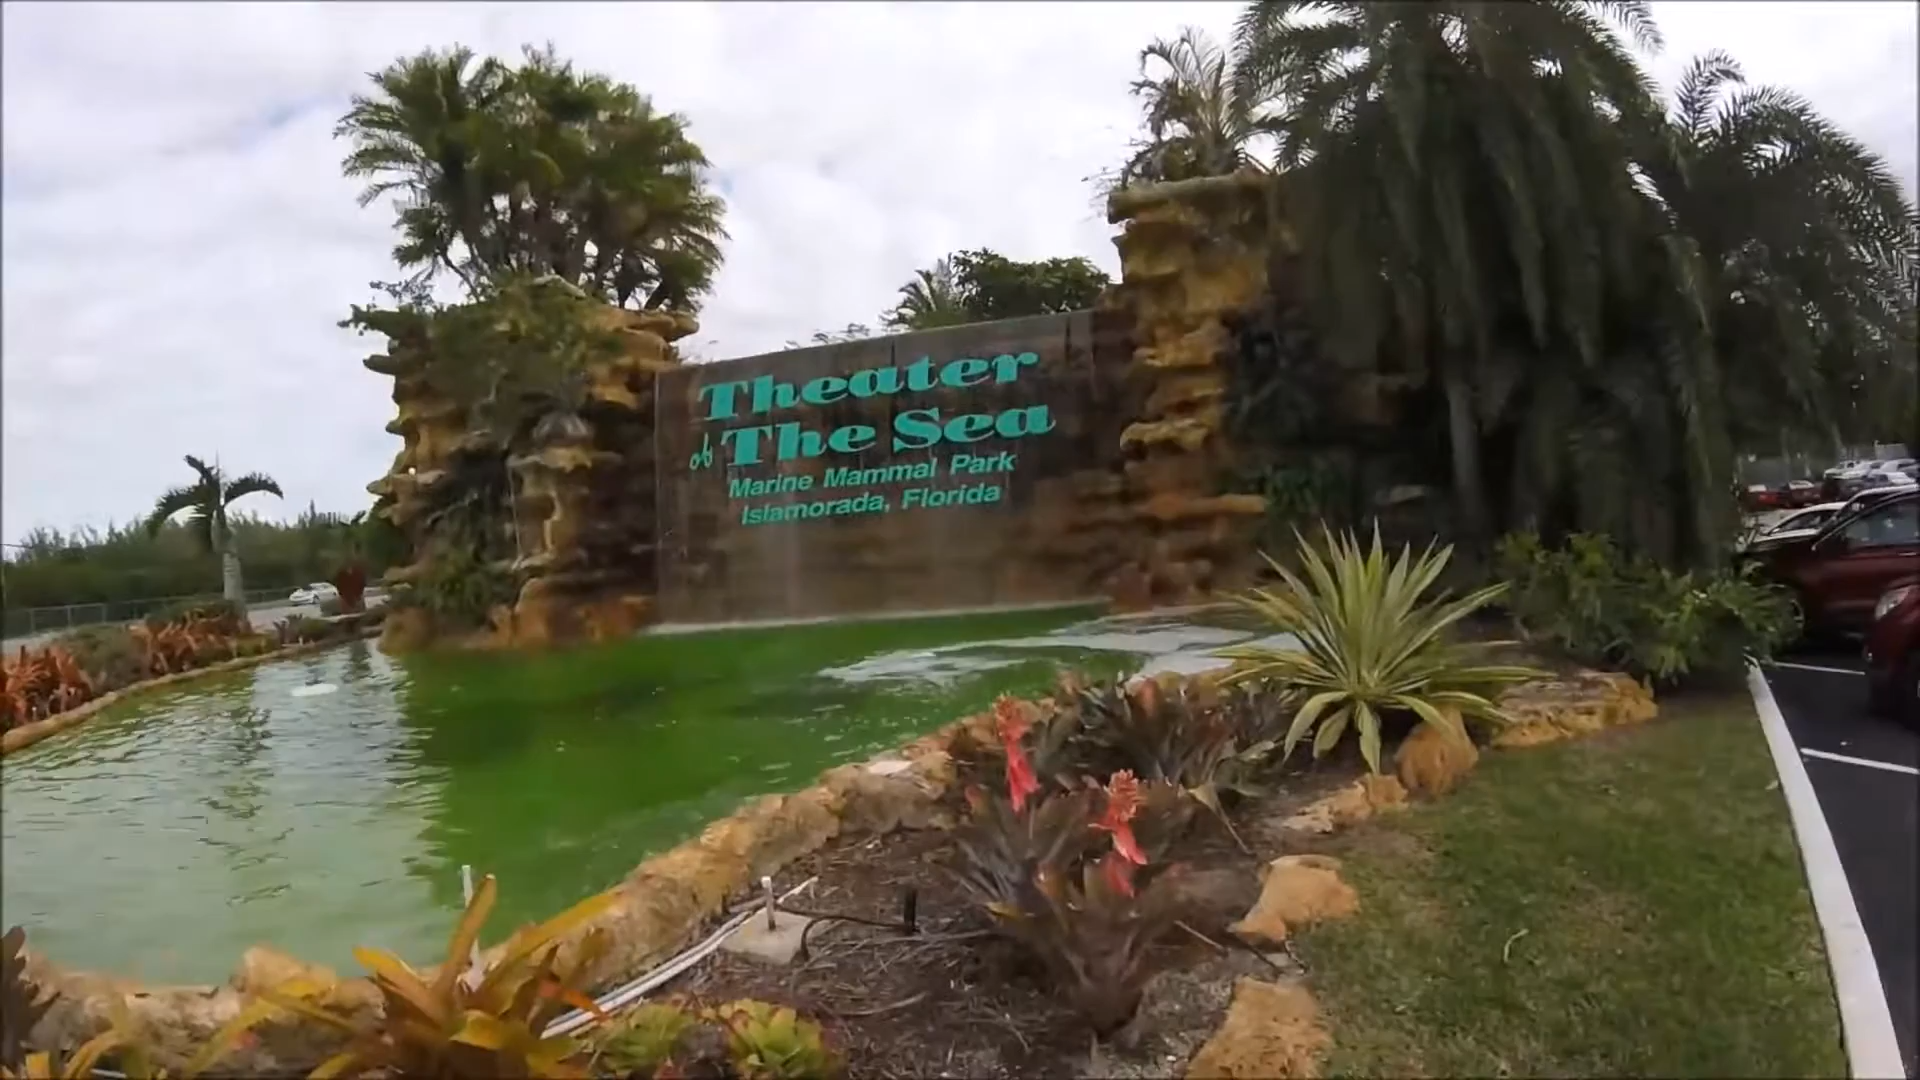 Theater
of The Sea
Marine Mammal Park
Islamorada, Florida